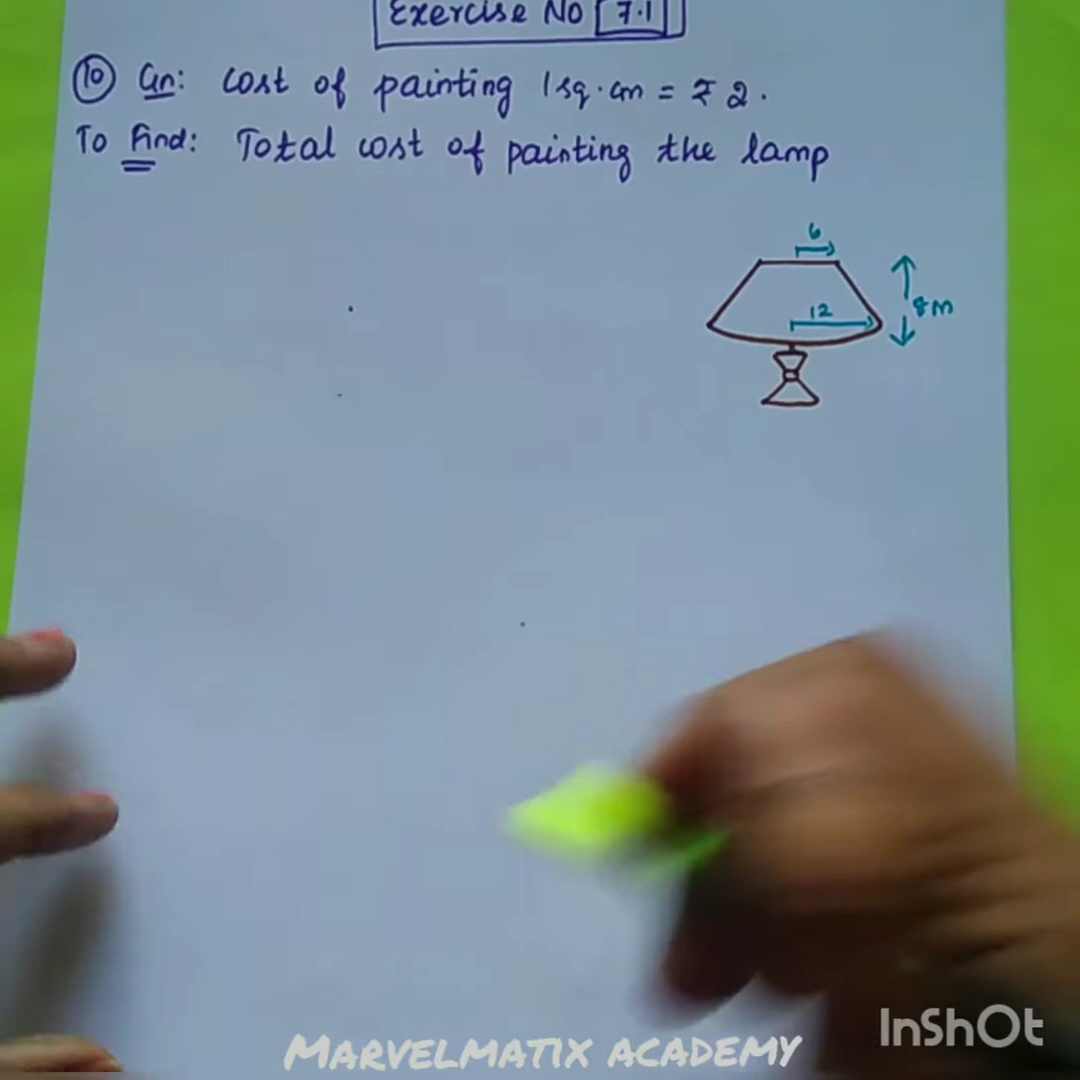 Exercise No 7.1
10 Gn: Cost of painting 1 sq.cm = ₹ 2.
To Find: Total cost of painting the lamp
6
12
8m
MARVELMATIX ACADEMY
InShOt